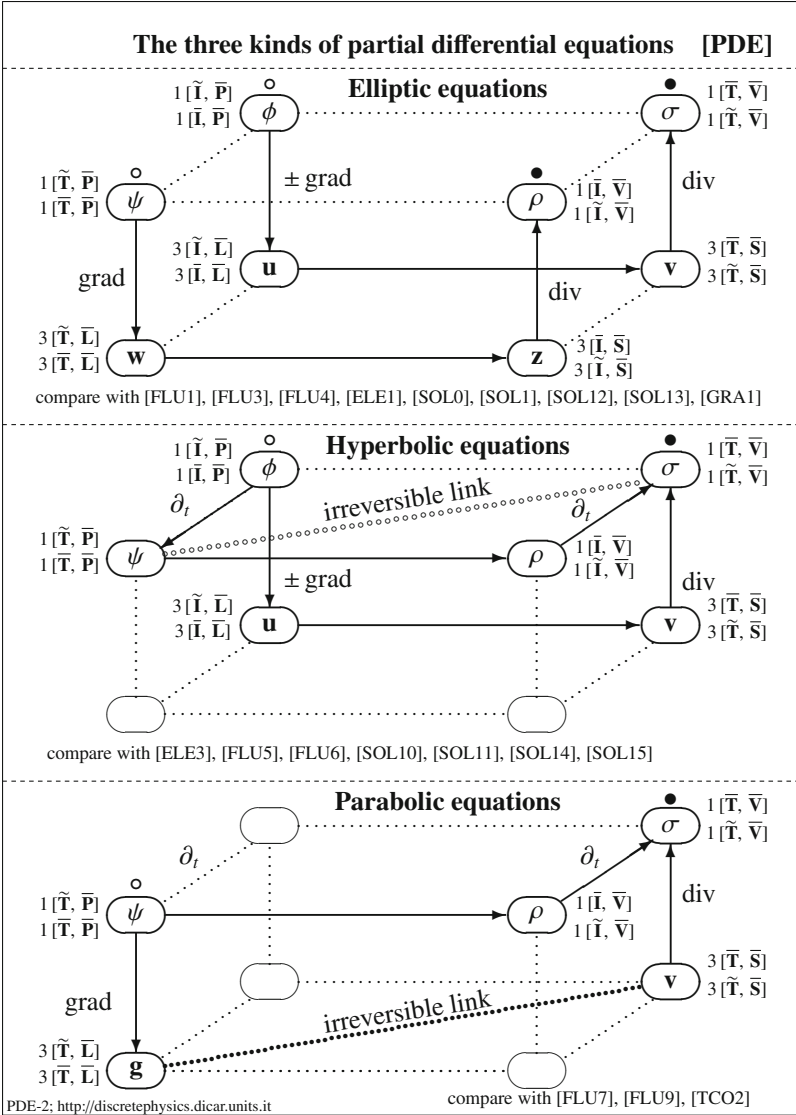 The three kinds of partial differential equations [PDE]
Elliptic equations
1 [Ĩ, P̅]
1 [I̅, P̅]
ϕ
σ
1 [T̅, V̅]
1 [T̃, V̅]
± grad
div
1 [T̃, P̅]
1 [T̅, P̅]
ψ
ρ
1 [I̅, V̅]
1 [Ĩ, V̅]
3 [Ĩ, L̅]
3 [I̅, L̅]
u
v
3 [T̅, S̅]
3 [T̃, S̅]
grad
div
3 [T̃, L̅]
3 [T̅, L̅]
w
z
3 [I̅, S̅]
3 [Ĩ, S̅]
compare with [FLU1], [FLU3], [FLU4], [ELE1], [SOL0], [SOL1], [SOL12], [SOL13], [GRA1]
Hyperbolic equations
1 [Ĩ, P̅]
1 [I̅, P̅]
ϕ
σ
1 [T̅, V̅]
1 [T̃, V̅]
∂t
irreversible link
∂t
1 [T̃, P̅]
1 [T̅, P̅]
ψ
ρ
1 [I̅, V̅]
1 [Ĩ, V̅]
± grad
div
3 [Ĩ, L̅]
3 [I̅, L̅]
u
v
3 [T̅, S̅]
3 [T̃, S̅]
compare with [ELE3], [FLU5], [FLU6], [SOL10], [SOL11], [SOL14], [SOL15]
Parabolic equations
σ
1 [T̅, V̅]
1 [T̃, V̅]
∂t
∂t
1 [T̃, P̅]
1 [T̅, P̅]
ψ
ρ
1 [I̅, V̅]
1 [Ĩ, V̅]
div
grad
v
3 [T̅, S̅]
3 [T̃, S̅]
irreversible link
3 [T̃, L̅]
3 [T̅, L̅]
g
compare with [FLU7], [FLU9], [TCO2]
PDE-2; http://discretephysics.dicar.units.it